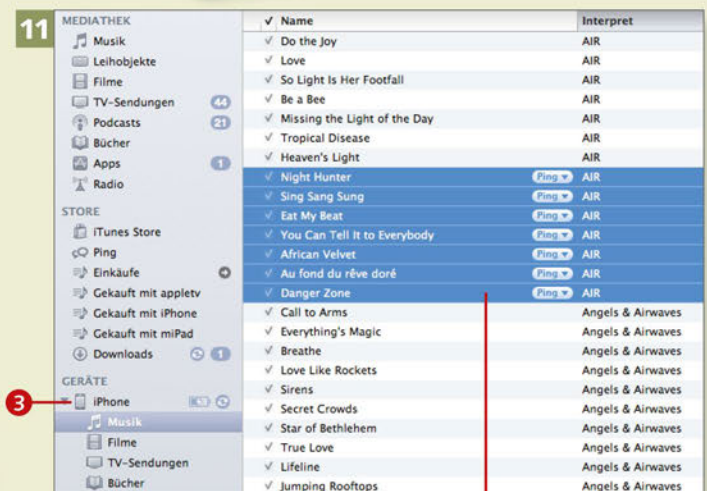 11
MEDIATHEK
Musik
Leihobjekte
Filme
TV-Sendungen 44
Podcasts 21
Bücher
Apps 1
Radio
STORE
iTunes Store
Ping
Einkäufe
Gekauft mit appletv
Gekauft mit iPhone
Gekauft mit miPad
Downloads 1
GERÄTE
3 iPhone
Musik
Filme
TV-Sendungen
Bücher
Name Interpret
Do the Joy AIR
Love AIR
So Light Is Her Footfall AIR
Be a Bee AIR
Missing the Light of the Day AIR
Tropical Disease AIR
Heaven's Light AIR
Night Hunter Ping AIR
Sing Sang Sung Ping AIR
Eat My Beat Ping AIR
You Can Tell It to Everybody Ping AIR
African Velvet Ping AIR
Au fond du rêve doré Ping AIR
Danger Zone Ping AIR
Call to Arms Angels & Airwaves
Everything's Magic Angels & Airwaves
Breathe Angels & Airwaves
Love Like Rockets Angels & Airwaves
Sirens Angels & Airwaves
Secret Crowds Angels & Airwaves
Star of Bethlehem Angels & Airwaves
True Love Angels & Airwaves
Lifeline Angels & Airwaves
Jumping Rooftops Angels & Airwaves